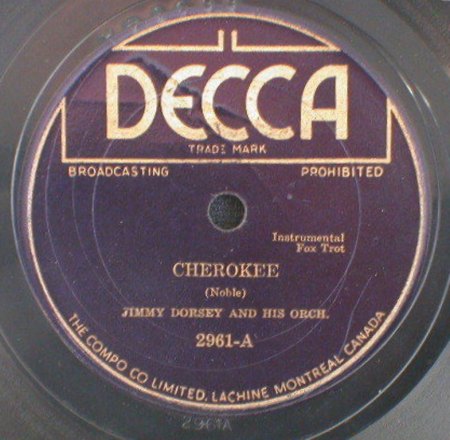 DECCA
TRADE MARK
BROADCASTING PROHIBITED
Instrumental
Fox Trot
CHEROKEE
(Noble)
JIMMY DORSEY AND HIS ORCH.
2961-A
THE COMPO CO LIMITED, LACHINE MONTREAL CANADA
2961A